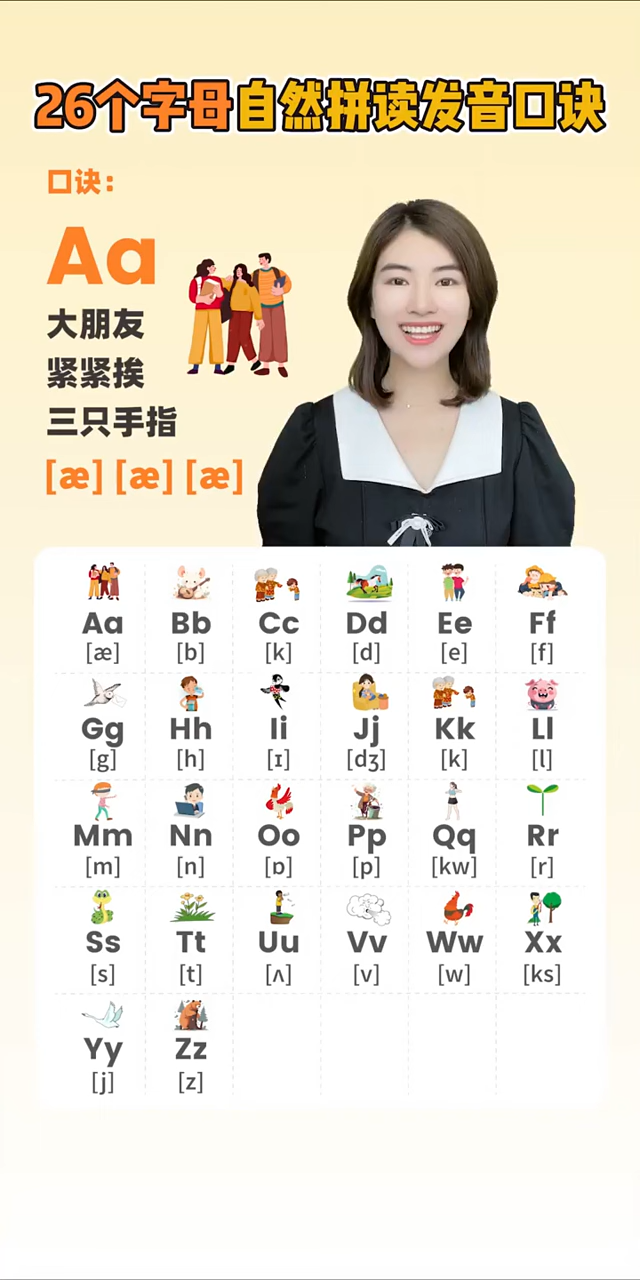 26个字母自然拼读发音口诀
口诀：
Aa
大朋友
紧紧挨
三只手指
[æ] [æ] [æ]
Aa Bb Cc Dd Ee Ff
[æ] [b] [k] [d] [e] [f]
Gg Hh Ii Jj Kk Ll
[g] [h] [ɪ] [dʒ] [k] [l]
Mm Nn Oo Pp Qq Rr
[m] [n] [ɒ] [p] [kw] [r]
Ss Tt Uu Vv Ww Xx
[s] [t] [ʌ] [v] [w] [ks]
Yy Zz
[j] [z]